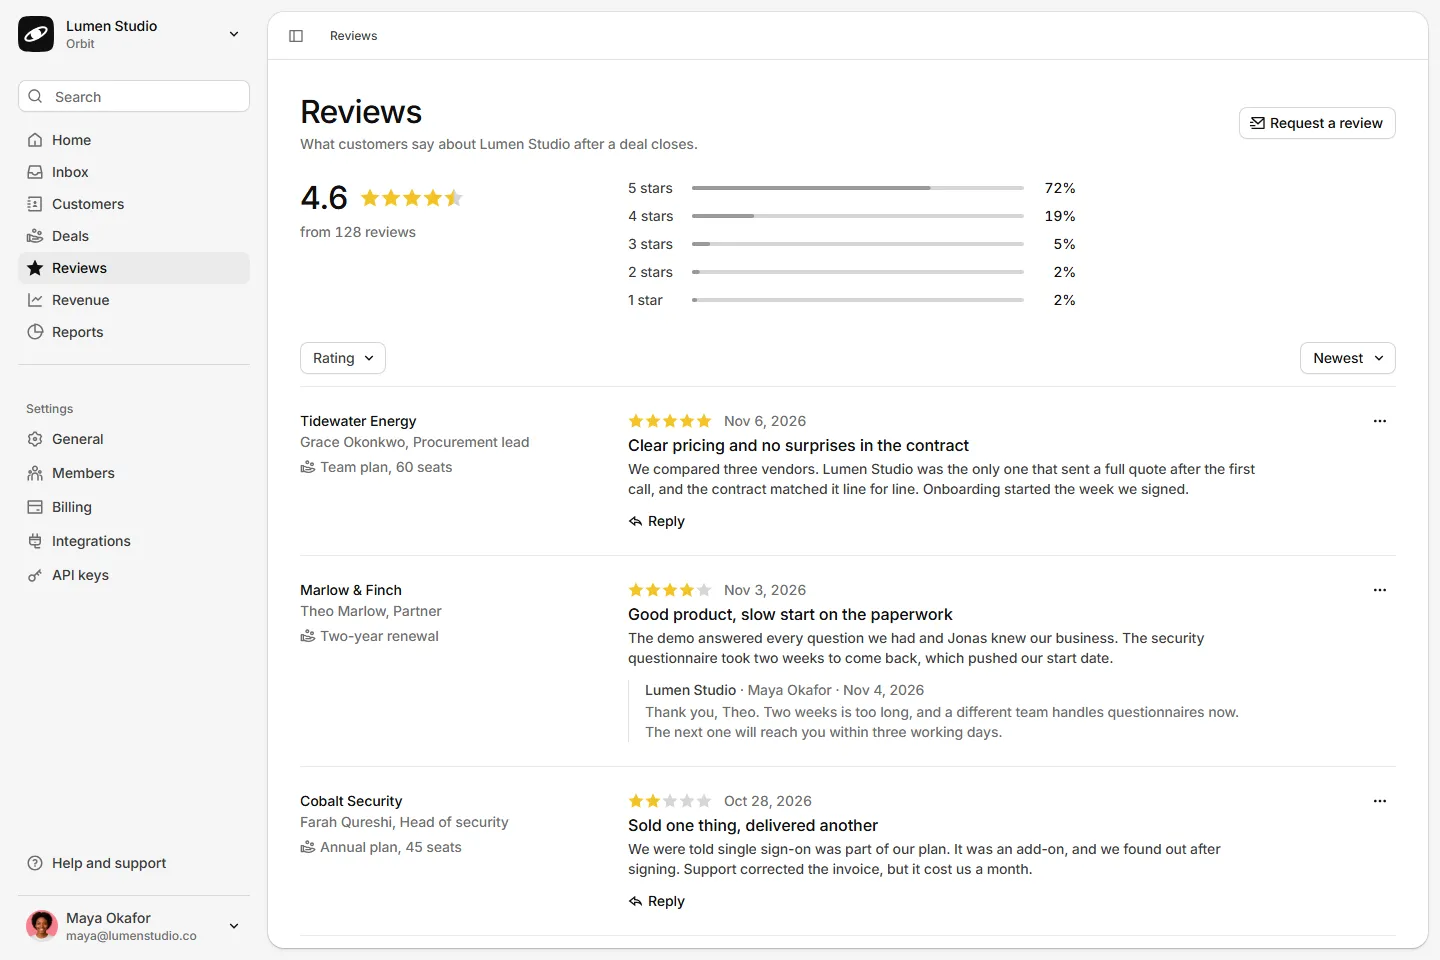 Lumen Studio
Orbit
Search
Home
Inbox
Customers
Deals
Reviews
Revenue
Reports
Settings
General
Members
Billing
Integrations
API keys
Help and support
Maya Okafor
maya@lumenstudio.co
Reviews
Reviews
What customers say about Lumen Studio after a deal closes.
Request a review
4.6
from 128 reviews
5 stars 72%
4 stars 19%
3 stars 5%
2 stars 2%
1 star 2%
Rating
Newest
Tidewater Energy
Grace Okonkwo, Procurement lead
Team plan, 60 seats
Nov 6, 2026
Clear pricing and no surprises in the contract
We compared three vendors. Lumen Studio was the only one that sent a full quote after the first
call, and the contract matched it line for line. Onboarding started the week we signed.
Reply
Marlow & Finch
Theo Marlow, Partner
Two-year renewal
Nov 3, 2026
Good product, slow start on the paperwork
The demo answered every question we had and Jonas knew our business. The security
questionnaire took two weeks to come back, which pushed our start date.
Lumen Studio · Maya Okafor · Nov 4, 2026
Thank you, Theo. Two weeks is too long, and a different team handles questionnaires now.
The next one will reach you within three working days.
Cobalt Security
Farah Qureshi, Head of security
Annual plan, 45 seats
Oct 28, 2026
Sold one thing, delivered another
We were told single sign-on was part of our plan. It was an add-on, and we found out after
signing. Support corrected the invoice, but it cost us a month.
Reply